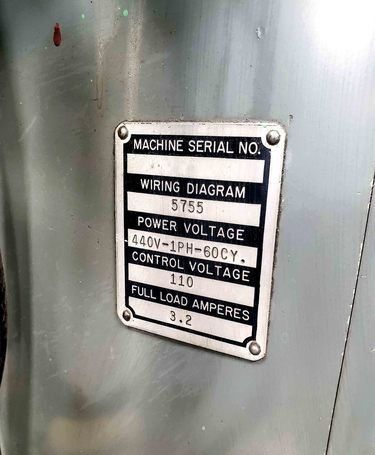 MACHINE SERIAL NO.
WIRING DIAGRAM
5755
POWER VOLTAGE
440V-1PH-60CY.
CONTROL VOLTAGE
110
FULL LOAD AMPERES
3.2